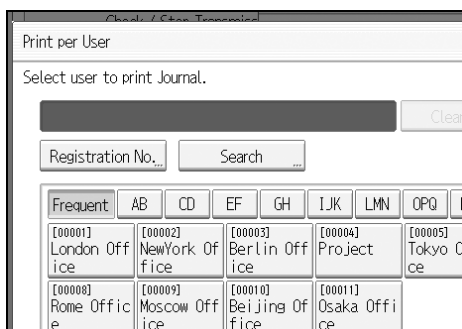 Check / Stop Transmiss
Print per User
Select user to print Journal.
Clear
Registration No. Search
Frequent AB CD EF GH IJK LMN OPQ
[00001] [00002] [00003] [00004] [00005]
London Off NewYork Of Berlin Off Project Tokyo O
ice fice ice ce
[00008] [00009] [00010] [00011]
Rome Offic Moscow Off Beijing Of Osaka Offi
e ice fice ce